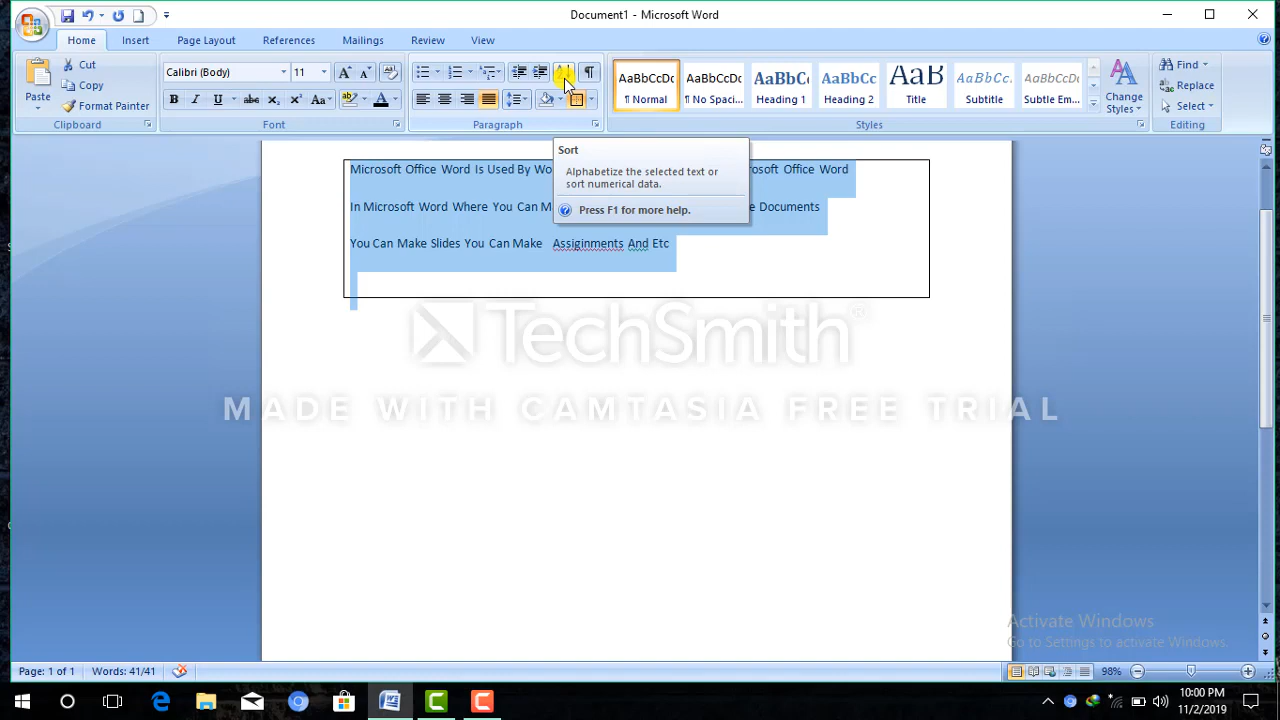 Document1 - Microsoft Word
Home Insert Page Layout References Mailings Review View
Paste
Cut
Copy
Format Painter
Clipboard
Calibri (Body) 11
B I U abc
Font
Paragraph
AaBbCcDc AaBbCcDc AaBbCc AaBbCc AaB AaBbCcL AaBbCcDc
¶ Normal ¶ No Spaci... Heading 1 Heading 2 Title Subtitle Subtle Em...
Change
Styles
Styles
Find
Replace
Select
Editing
Sort
Alphabetize the selected text or
sort numerical data.
Press F1 for more help.
Microsoft Office Word Is Used By Office Word
In Microsoft Word Where You Can Documents
You Can Make Slides You Can Make Assiginments And Etc
TechSmith®
MADE WITH CAMTASIA FREE TRIAL
Activate Windows
Go to Settings to activate Windows.
Page: 1 of 1 Words: 41/41 98%
10:00 PM
11/2/2019